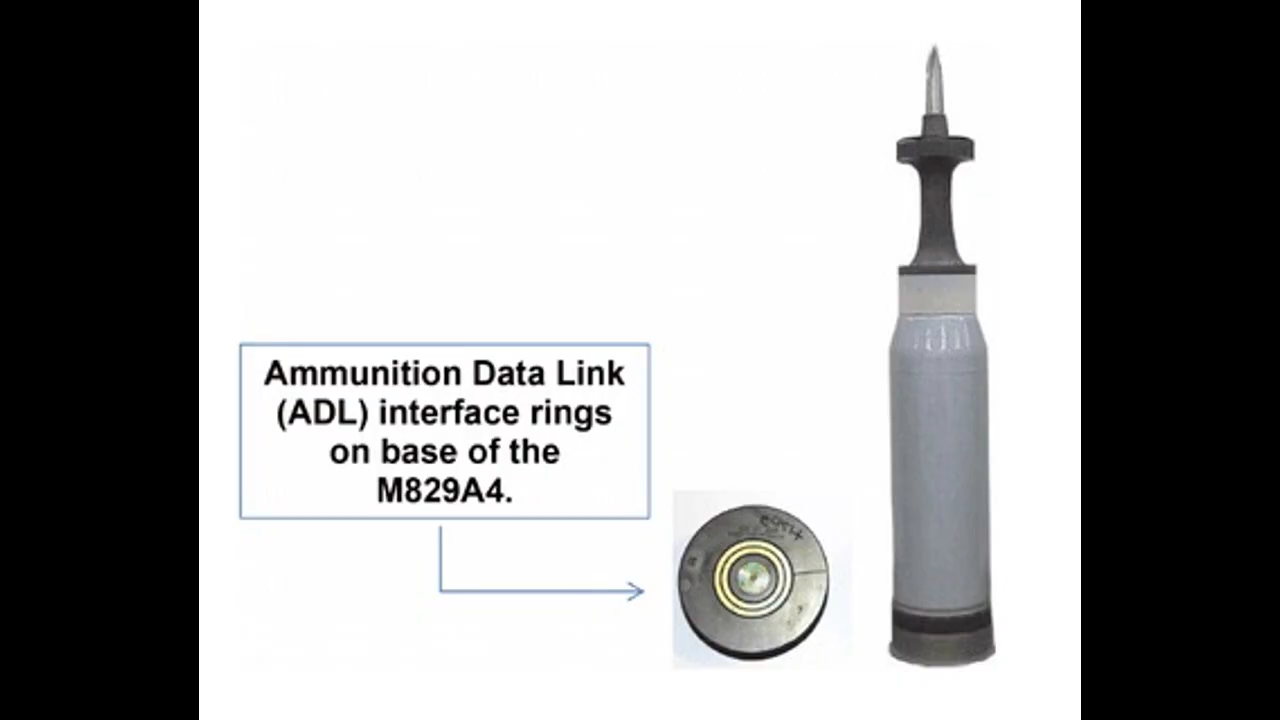 Ammunition Data Link
(ADL) interface rings
on base of the
M829A4.